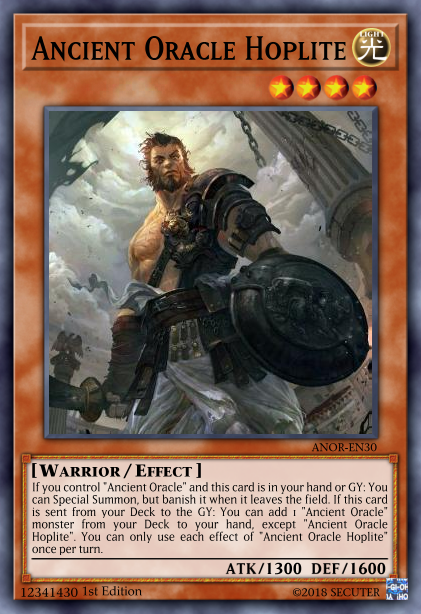 ANCIENT ORACLE HOPLITE
LIGHT
光
ANOR-EN30
[WARRIOR / EFFECT ]
If you control "Ancient Oracle" and this card is in your hand or GY: You
can Special Summon, but banish it when it leaves the field. If this card
is sent from your Deck to the GY: You can add 1 "Ancient Oracle"
monster from your Deck to your hand, except "Ancient Oracle
Hoplite". You can only use each effect of "Ancient Oracle Hoplite"
once per turn.
ATK/1300 DEF/1600
12341430 1st Edition ©2018 SECUTER